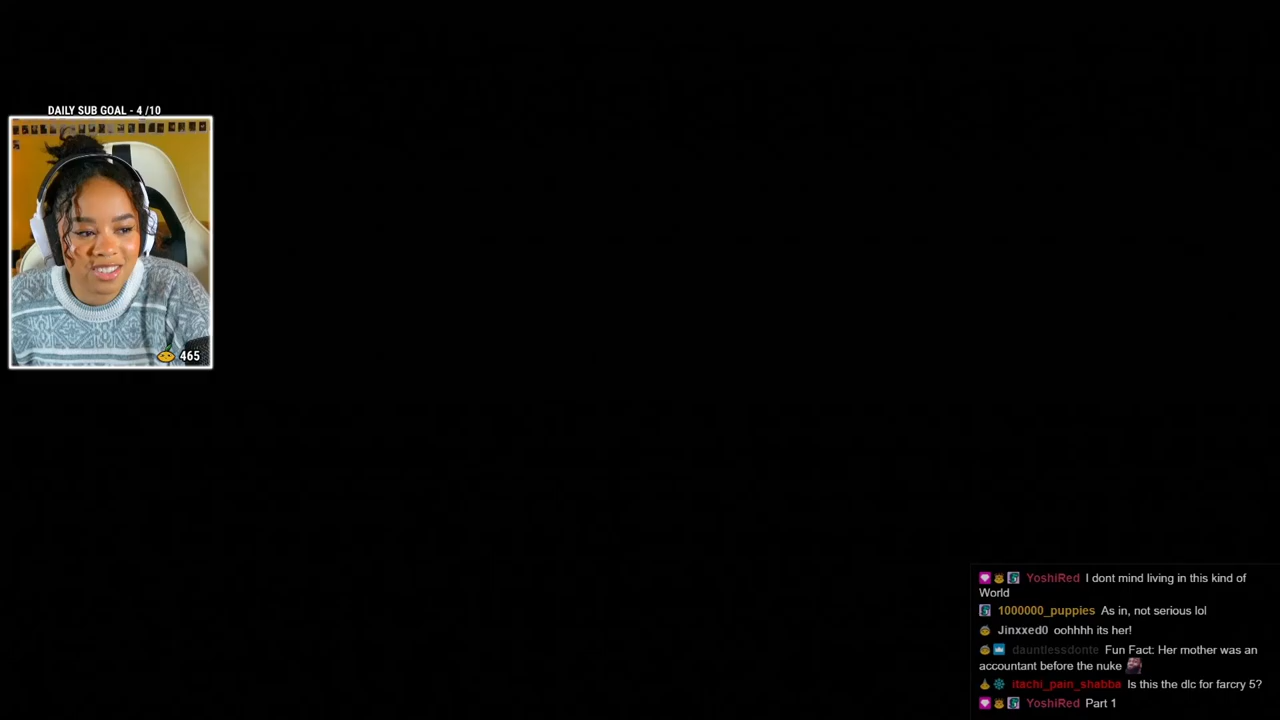 DAILY SUB GOAL - 4 /10
465
YoshiRed I dont mind living in this kind of
World
1000000_puppies As in, not serious lol
Jinxxed0 oohhhh its her!
dauntlessdonte Fun Fact: Her mother was an
accountant before the nuke
itachi_pain_shabba Is this the dlc for farcry 5?
YoshiRed Part 1